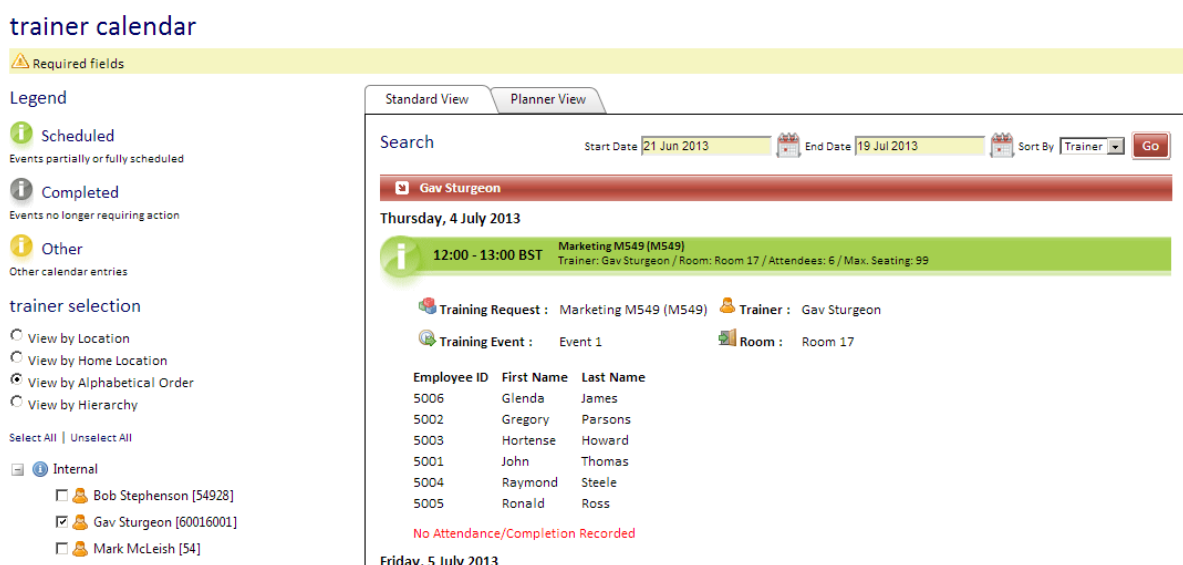 trainer calendar
Required fields
Legend
Scheduled
Events partially or fully scheduled
Completed
Events no longer requiring action
Other
Other calendar entries
trainer selection
View by Location
View by Home Location
View by Alphabetical Order
View by Hierarchy
Select All | Unselect All
Internal
Bob Stephenson [54928]
Gav Sturgeon [60016001]
Mark McLeish [54]
Standard View Planner View
Search Start Date 21 Jun 2013 End Date 19 Jul 2013 Sort By Trainer Go
Gav Sturgeon
Thursday, 4 July 2013
12:00 - 13:00 BST Marketing M549 (M549)
Trainer: Gav Sturgeon / Room: Room 17 / Attendees: 6 / Max. Seating: 99
Training Request : Marketing M549 (M549) Trainer : Gav Sturgeon
Training Event : Event 1 Room : Room 17
Employee ID First Name Last Name
5006 Glenda James
5002 Gregory Parsons
5003 Hortense Howard
5001 John Thomas
5004 Raymond Steele
5005 Ronald Ross
No Attendance/Completion Recorded
Friday, 5 July 2013